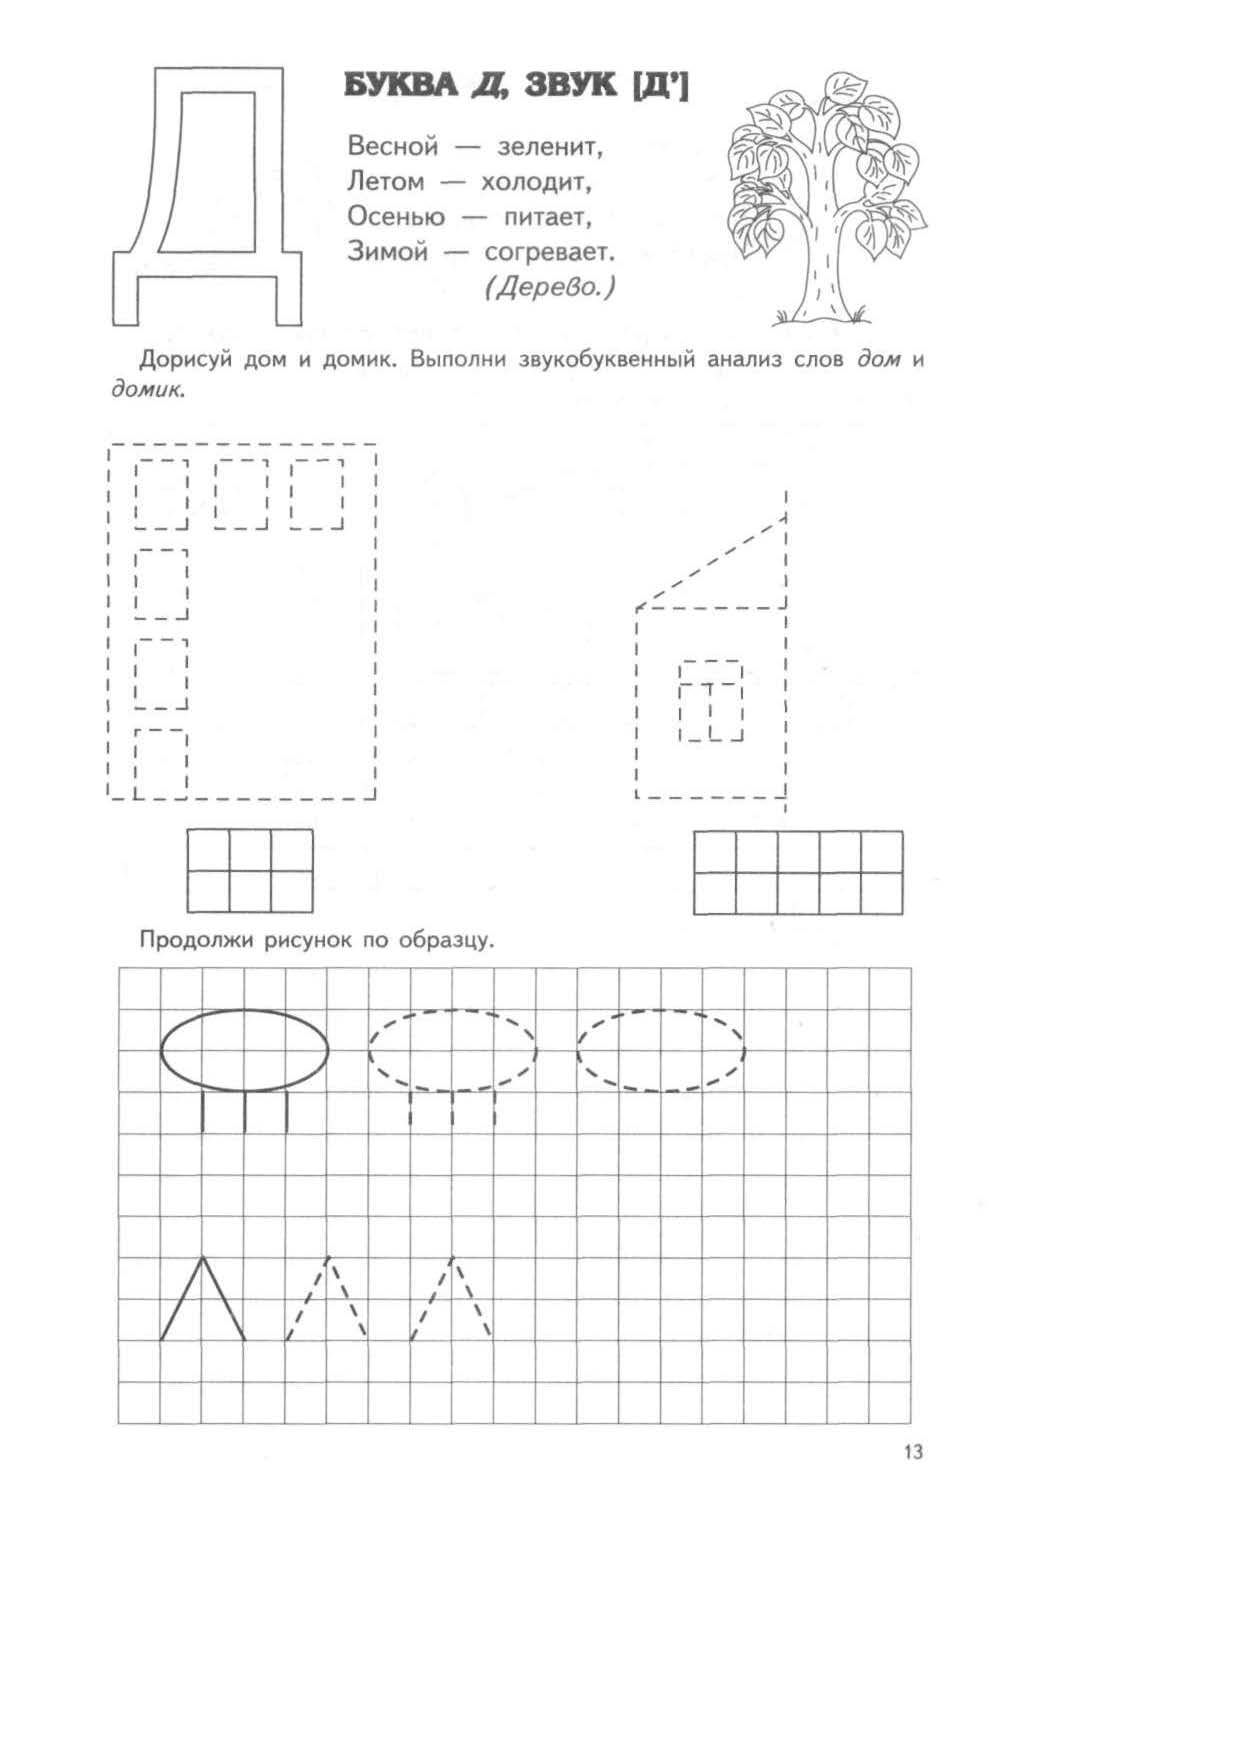 БУКВА Д, ЗВУК [Д’]
Весной — зеленит,
Летом — холодит,
Осенью — питает,
Зимой — согревает.
(Дерево.)
Дорисуй дом и домик. Выполни звукобуквенный анализ слов дом и
домик.
Продолжи рисунок по образцу.
13